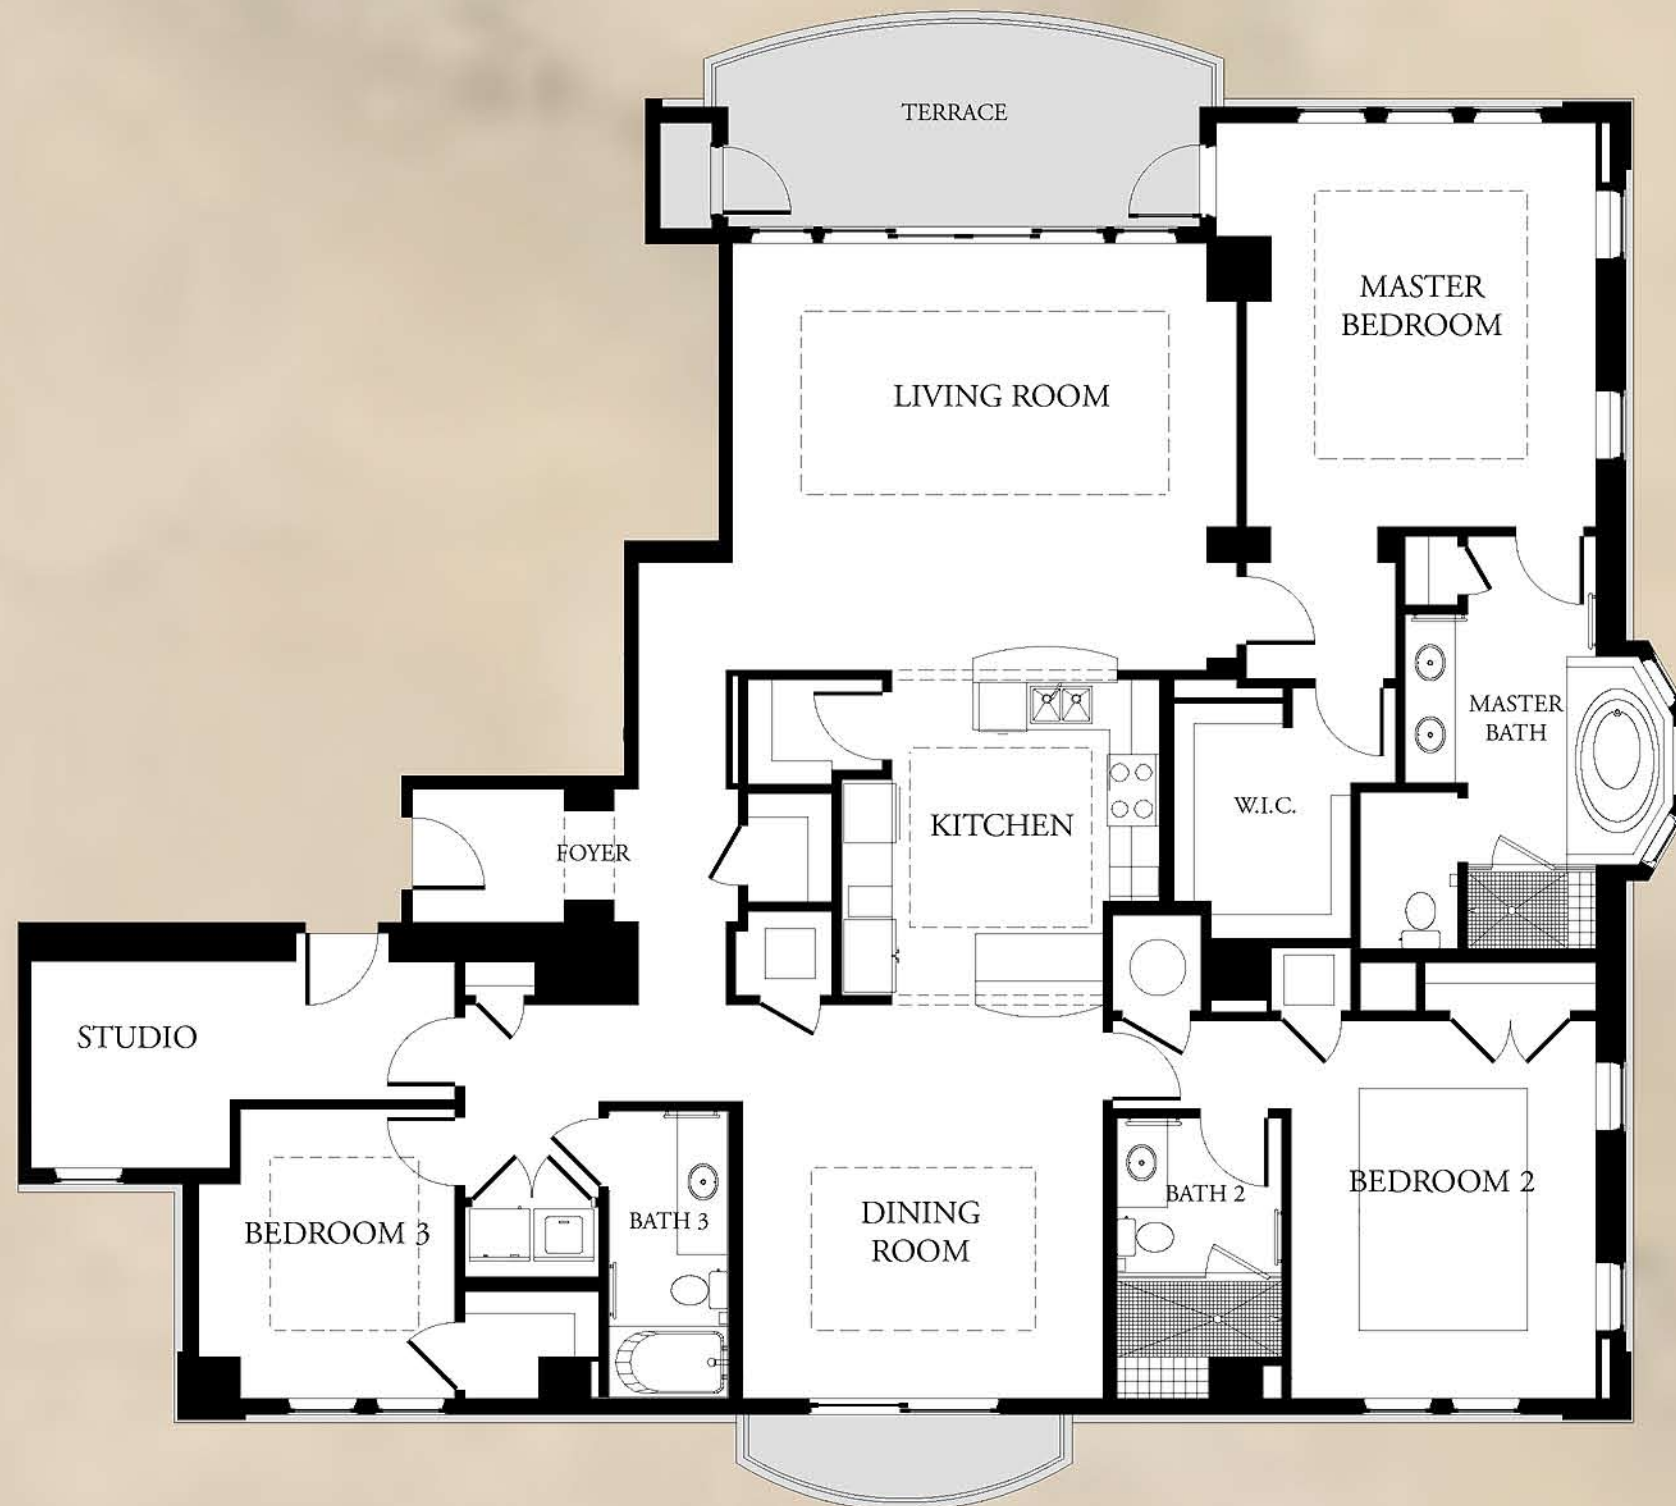 TERRACE
MASTER
BEDROOM
LIVING ROOM
MASTER
BATH
W.I.C.
KITCHEN
FOYER
STUDIO
BEDROOM 2
BATH 2
BATH 3
DINING
ROOM
BEDROOM 3